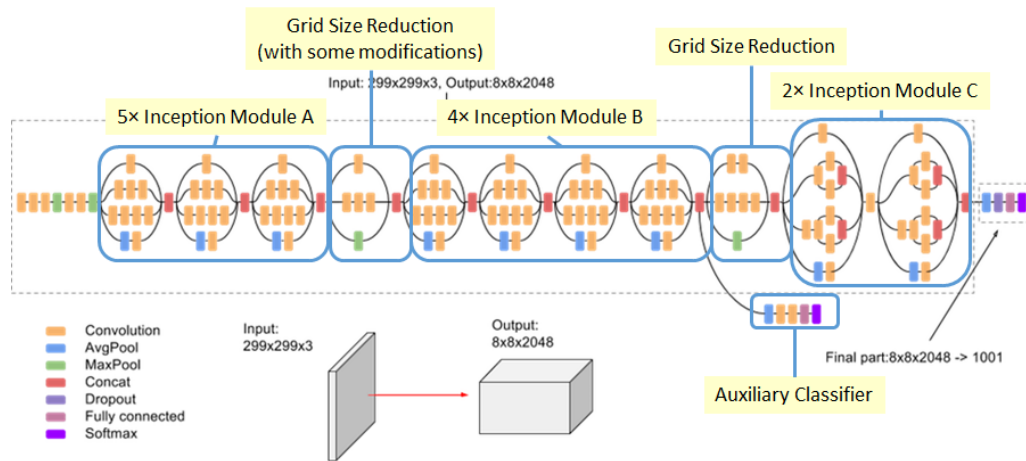 Grid Size Reduction
(with some modifications)
Grid Size Reduction
Input: 299x299x3, Output:8x8x2048
2× Inception Module C
5× Inception Module A
4× Inception Module B
Convolution
AvgPool
MaxPool
Concat
Dropout
Fully connected
Softmax
Input:
299x299x3
Output:
8x8x2048
Final part:8x8x2048 -> 1001
Auxiliary Classifier